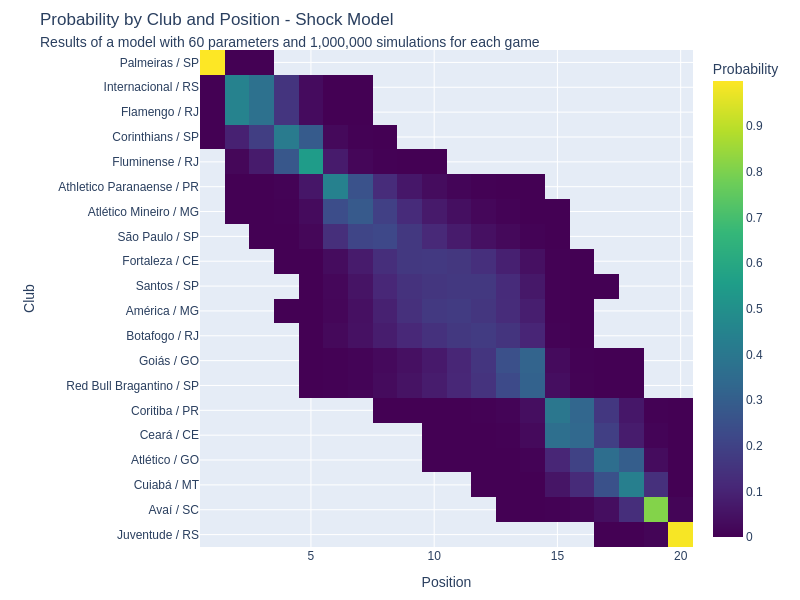 Probability by Club and Position - Shock Model
Results of a model with 60 parameters and 1,000,000 simulations for each game
Probability
Palmeiras / SP
Internacional / RS
Flamengo / RJ
Corinthians / SP
Fluminense / RJ
Athletico Paranaense / PR
Atlético Mineiro / MG
São Paulo / SP
Fortaleza / CE
Santos / SP
América / MG
Botafogo / RJ
Goiás / GO
Red Bull Bragantino / SP
Coritiba / PR
Ceará / CE
Atlético / GO
Cuiabá / MT
Avaí / SC
Juventude / RS
Club
5
10
15
20
Position
0.9
0.8
0.7
0.6
0.5
0.4
0.3
0.2
0.1
0